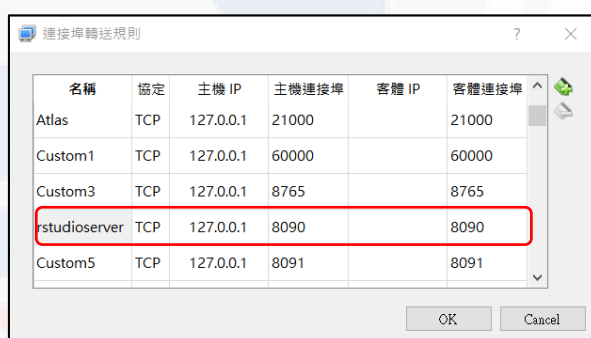 連接埠轉送規則 ?
名稱 協定 主機 IP 主機連接埠 客體 IP 客體連接埠
Atlas TCP 127.0.0.1 21000 21000
Custom1 TCP 127.0.0.1 60000 60000
Custom3 TCP 127.0.0.1 8765 8765
rstudioserver TCP 127.0.0.1 8090 8090
Custom5 TCP 127.0.0.1 8091 8091
OK Cancel